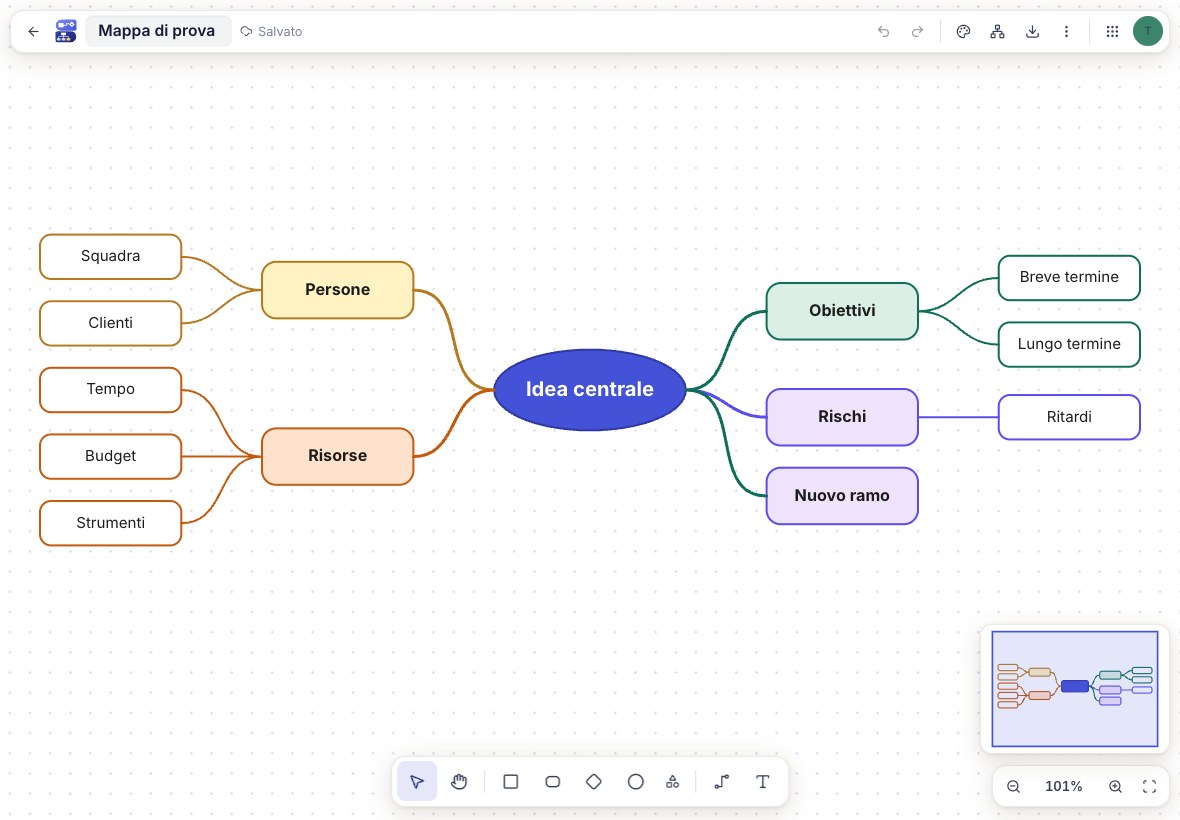 Mappa di prova
Salvato
T
Squadra
Persone
Clienti
Tempo
Risorse
Budget
Strumenti
Idea centrale
Obiettivi
Breve termine
Lungo termine
Rischi
Ritardi
Nuovo ramo
T
101%